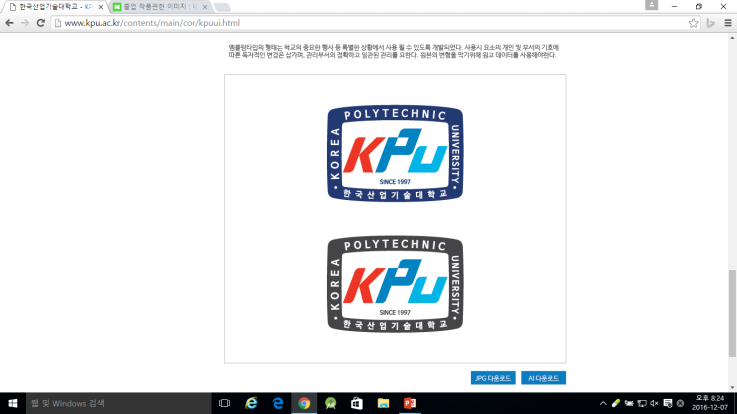 한국산업기술대학교 - KP
졸업 작품관한 이미지 : 네
www.kpu.ac.kr/contents/main/cor/kpuui.html
엠블럼타입의 형태는 학교의 중요한 행사 등 특별한 상황에서 사용 될 수 있도록 개발되었다. 사용시 요소의 개인 및 부서의 기호에
따른 독자적인 변경은 삼가며, 관리부서의 정확하고 일관된 관리를 요한다. 원본의 변형을 막기위해 원고 데이터를 사용해야한다.
KOREA POLYTECHNIC UNIVERSITY
KPU
SINCE 1997
한국산업기술대학교
KOREA POLYTECHNIC UNIVERSITY
KPU
SINCE 1997
한국산업기술대학교
JPG 다운로드
AI 다운로드
웹 및 Windows 검색
오후 8:24
2016-12-07